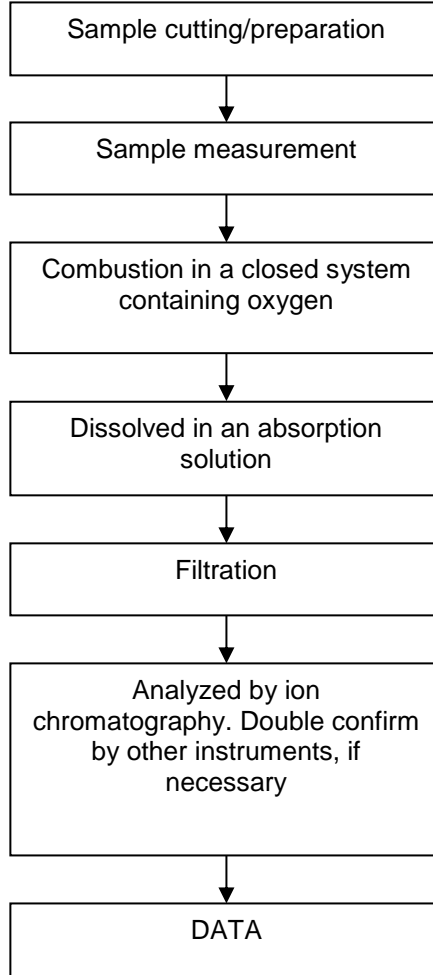 Sample cutting/preparation
Sample measurement
Combustion in a closed system
containing oxygen
Dissolved in an absorption
solution
Filtration
Analyzed by ion
chromatography. Double confirm
by other instruments, if
necessary
DATA